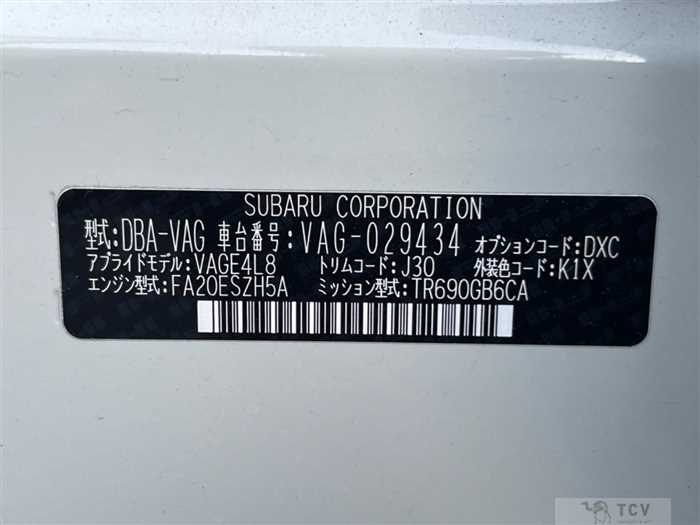 SUBARU CORPORATION
型式:DBA-VAG 車台番号:VAG-029434 オプションコード:DXC
アプライドモデル:VAGE4L8 トリムコード:J30 外装色コード:K1X
エンジン型式:FA20ESZH5A ミッション型式:TR690GB6CA
TCV